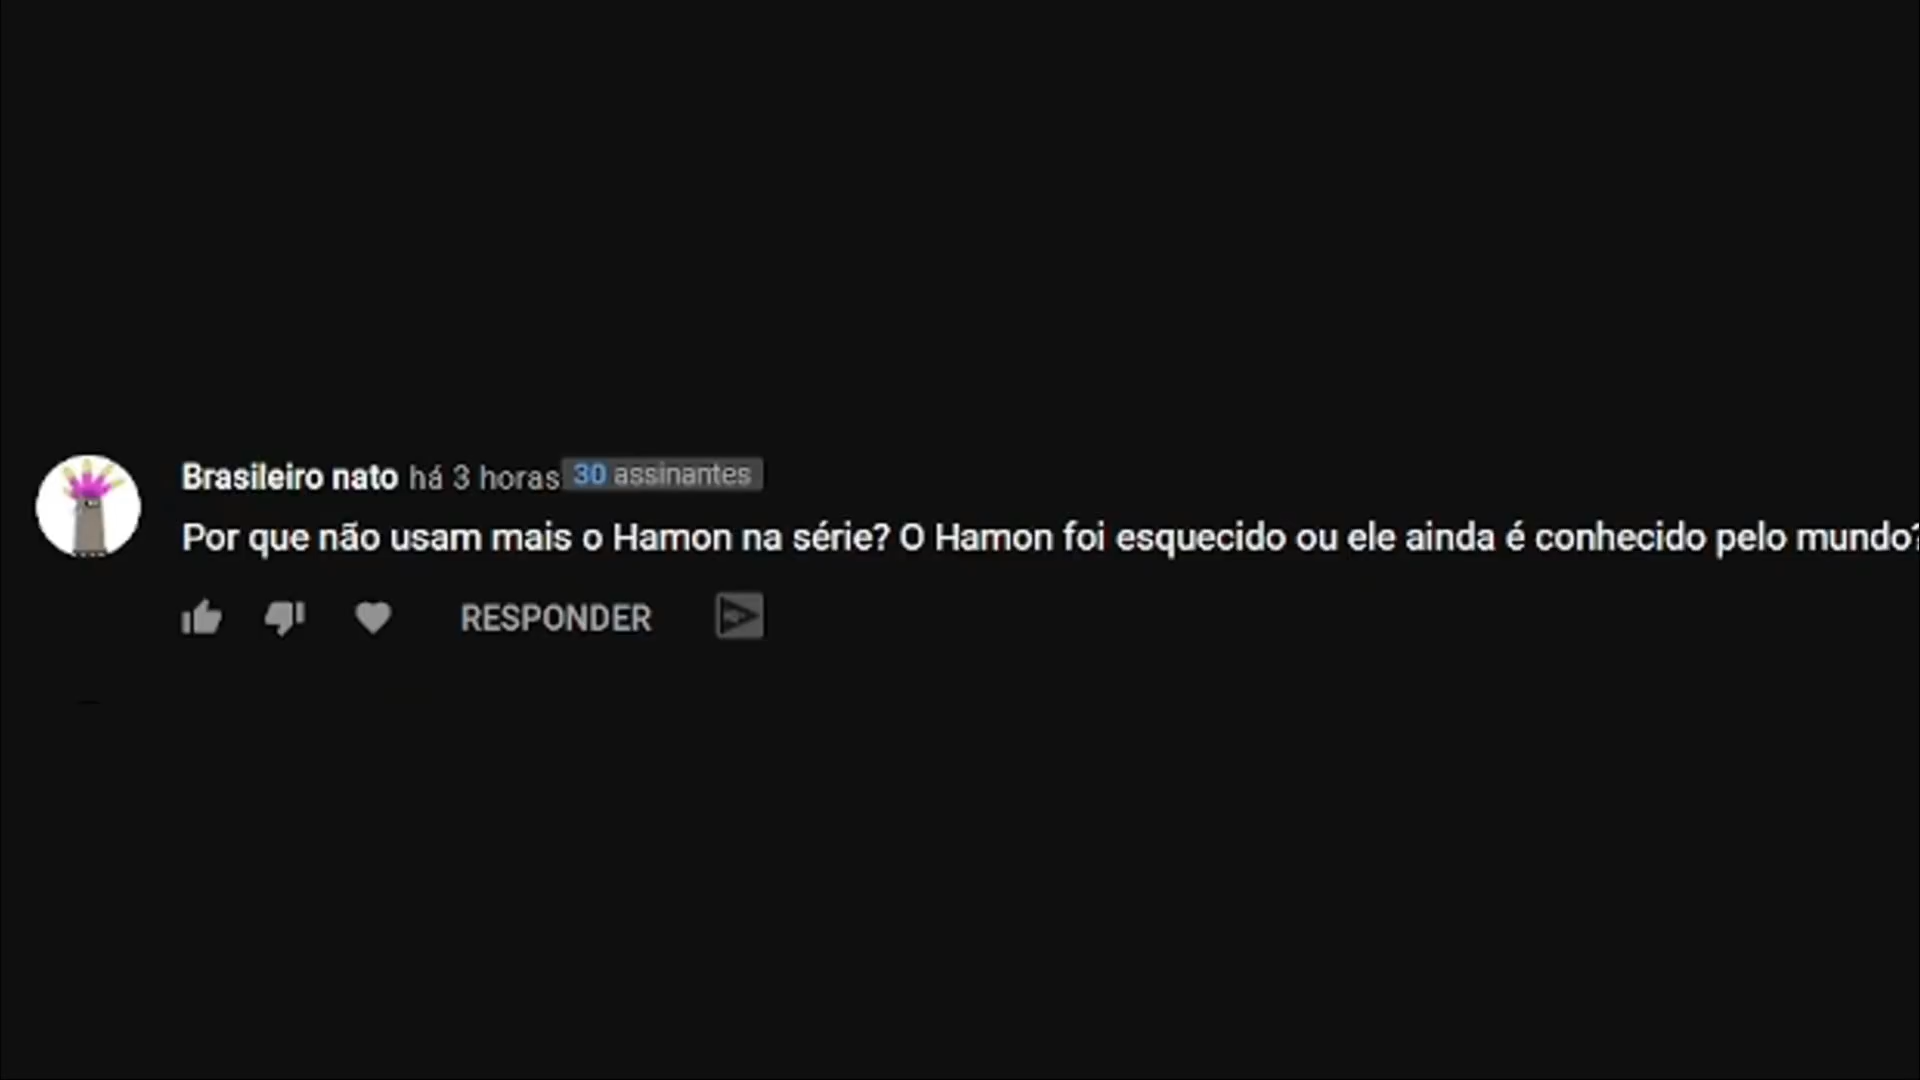 Brasileiro nato há 3 horas 30 assinantes
Por que não usam mais o Hamon na série? O Hamon foi esquecido ou ele ainda é conhecido pelo mundo?
RESPONDER